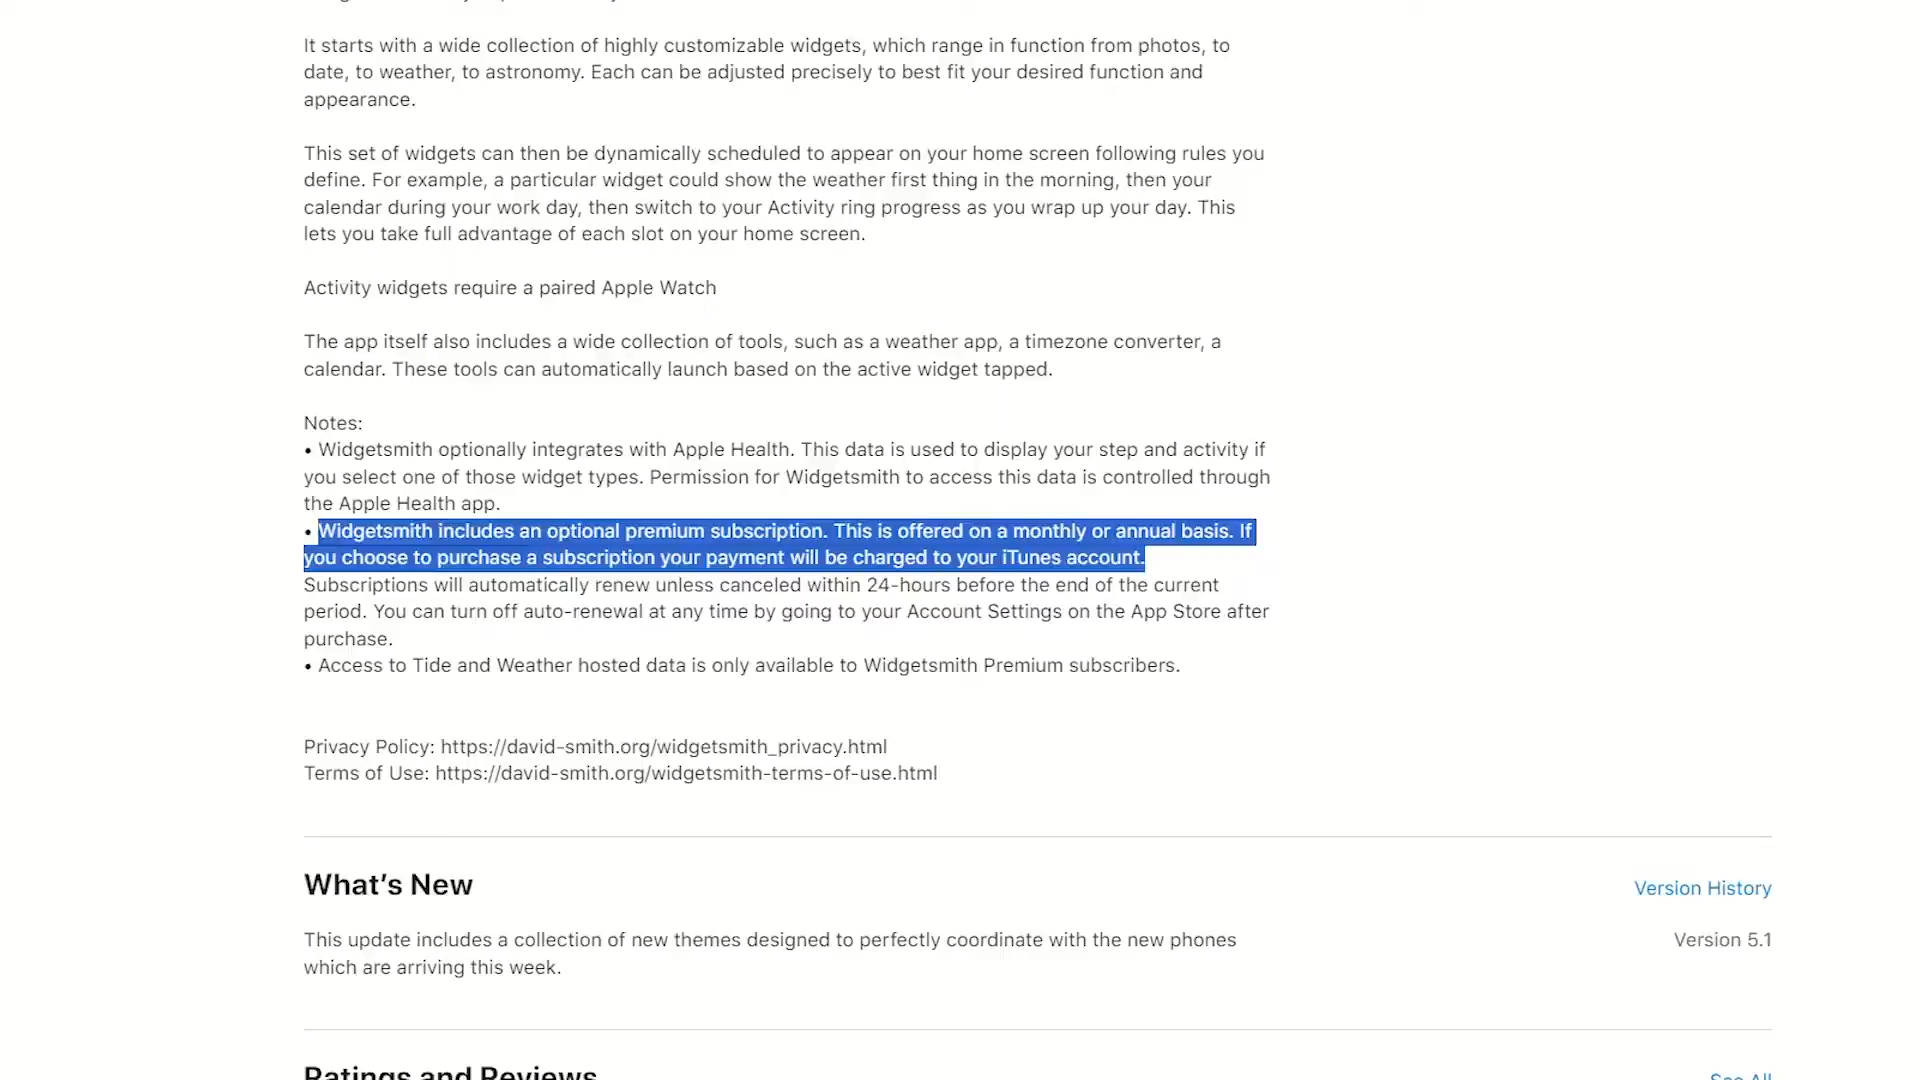 It starts with a wide collection of highly customizable widgets, which range in function from photos, to
date, to weather, to astronomy. Each can be adjusted precisely to best fit your desired function and
appearance.
This set of widgets can then be dynamically scheduled to appear on your home screen following rules you
define. For example, a particular widget could show the weather first thing in the morning, then your
calendar during your work day, then switch to your Activity ring progress as you wrap up your day. This
lets you take full advantage of each slot on your home screen.
Activity widgets require a paired Apple Watch
The app itself also includes a wide collection of tools, such as a weather app, a timezone converter, a
calendar. These tools can automatically launch based on the active widget tapped.
Notes:
• Widgetsmith optionally integrates with Apple Health. This data is used to display your step and activity if
you select one of those widget types. Permission for Widgetsmith to access this data is controlled through
the Apple Health app.
• Widgetsmith includes an optional premium subscription. This is offered on a monthly or annual basis. If
you choose to purchase a subscription your payment will be charged to your iTunes account.
Subscriptions will automatically renew unless canceled within 24-hours before the end of the current
period. You can turn off auto-renewal at any time by going to your Account Settings on the App Store after
purchase.
• Access to Tide and Weather hosted data is only available to Widgetsmith Premium subscribers.
Privacy Policy: https://david-smith.org/widgetsmith_privacy.html
Terms of Use: https://david-smith.org/widgetsmith-terms-of-use.html
What's New
Version History
This update includes a collection of new themes designed to perfectly coordinate with the new phones
which are arriving this week.
Version 5.1
Ratings and Reviews
See All